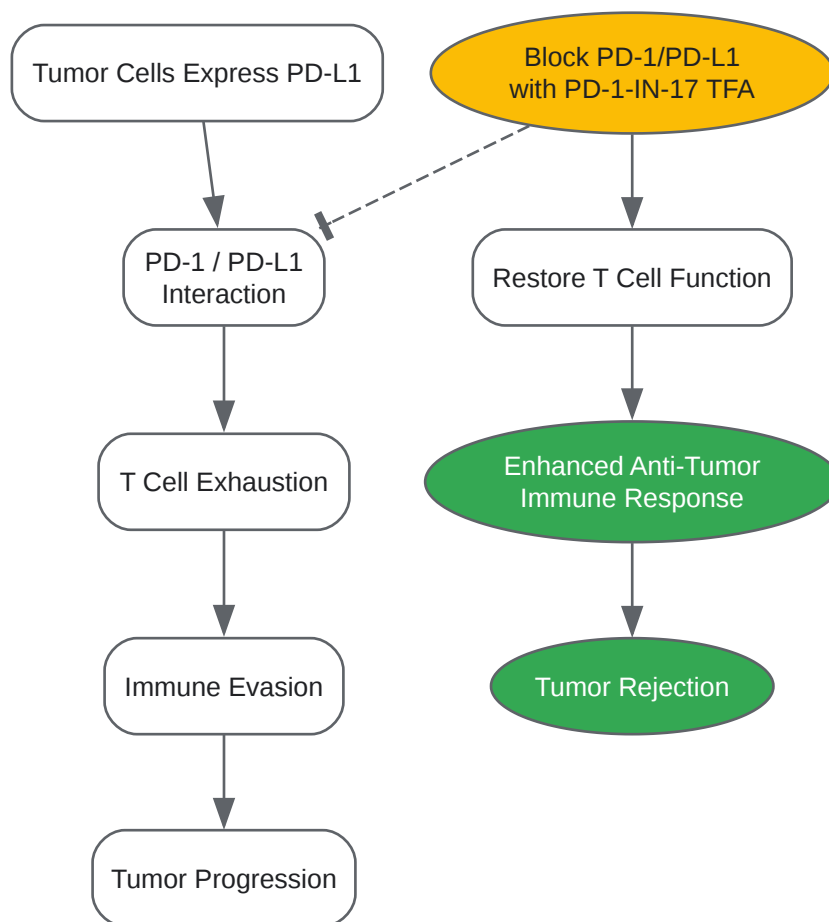 Tumor Cells Express PD-L1
Block PD-1/PD-L1
with PD-1-IN-17 TFA
PD-1 / PD-L1
Interaction
Restore T Cell Function
T Cell Exhaustion
Enhanced Anti-Tumor
Immune Response
Immune Evasion
Tumor Rejection
Tumor Progression